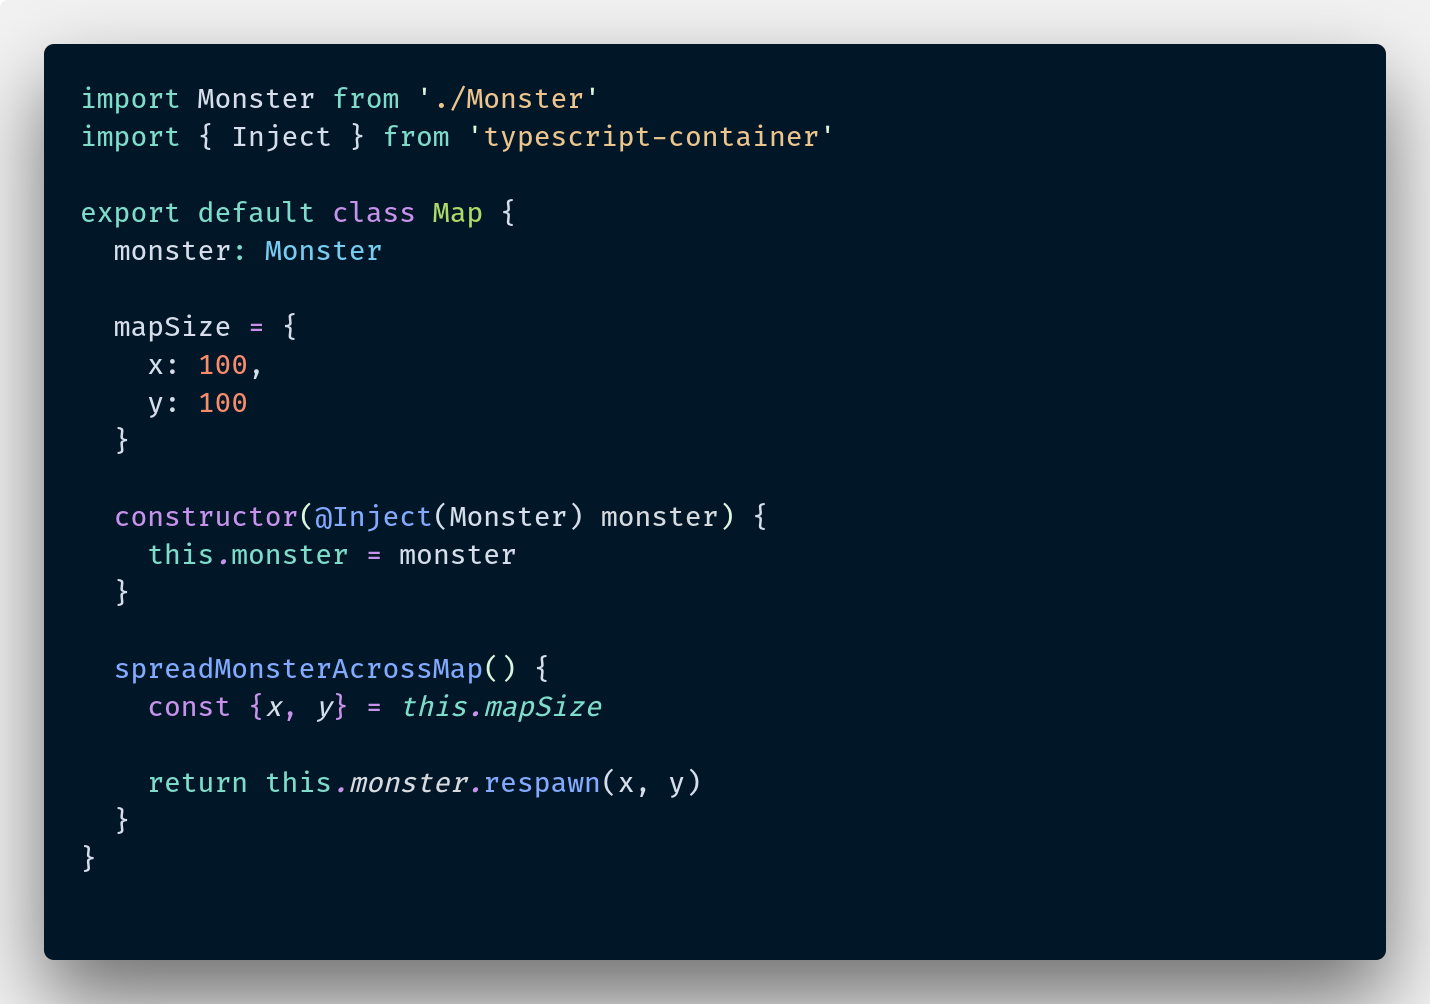 import Monster from './Monster'
import { Inject } from 'typescript-container'

export default class Map {
  monster: Monster

  mapSize = {
    x: 100,
    y: 100
  }

  constructor(@Inject(Monster) monster) {
    this.monster = monster
  }

  spreadMonsterAcrossMap() {
    const {x, y} = this.mapSize

    return this.monster.respawn(x, y)
  }
}